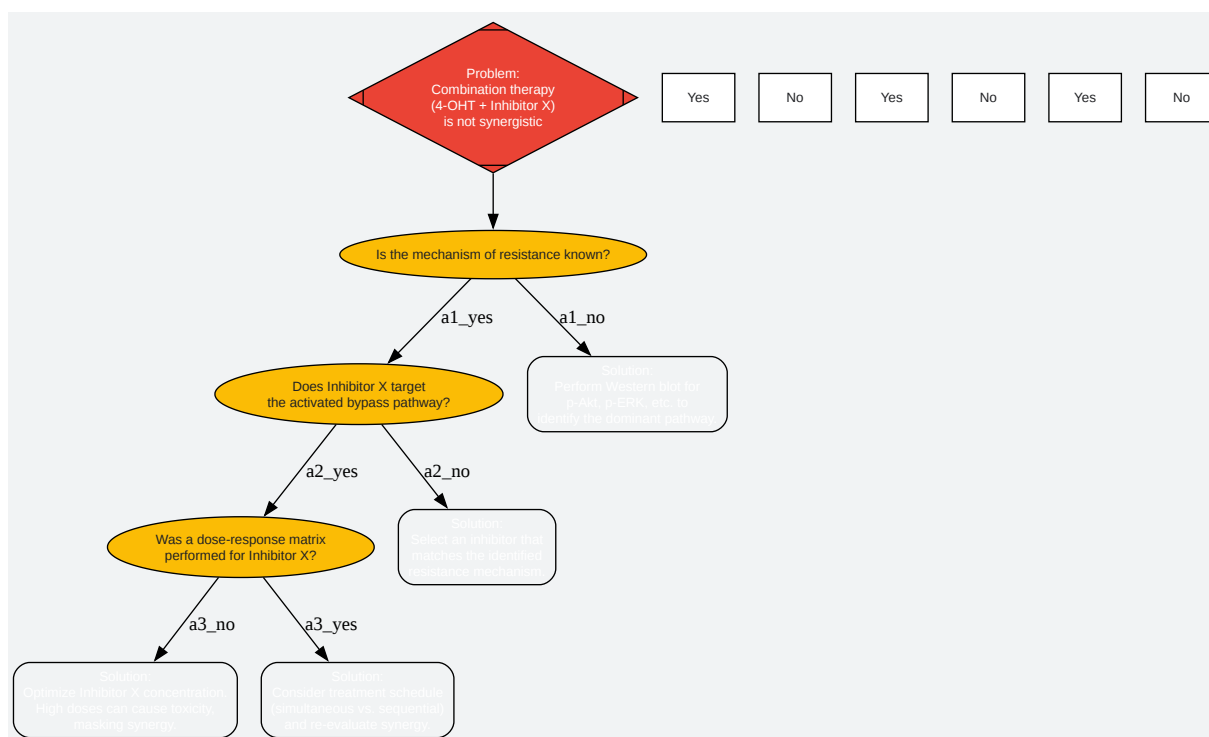 Problem:
Combination therapy
(4-OHT + Inhibitor X)
is not synergistic
Yes
No
Yes
No
Yes
No
Is the mechanism of resistance known?
a1_yes
a1_no
Does Inhibitor X target
the activated bypass pathway?
Solution:
Perform Western blot for
p-Akt, p-ERK, etc. to
identify the dominant pathway.
a2_yes
a2_no
Was a dose-response matrix
performed for Inhibitor X?
Solution:
Select an inhibitor that
matches the identified
resistance mechanism.
a3_no
a3_yes
Solution:
Optimize Inhibitor X concentration.
High doses can cause toxicity,
masking synergy.
Solution:
Consider treatment schedule
(simultaneous vs. sequential)
and re-evaluate synergy.